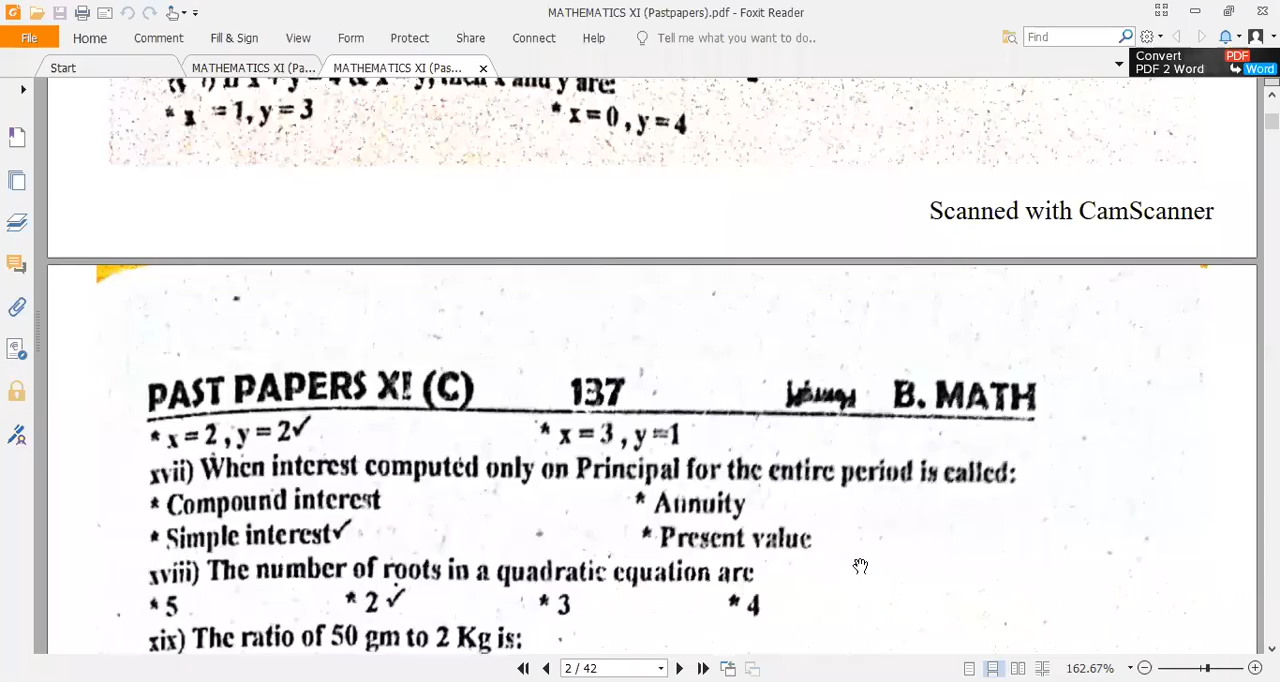 MATHEMATICS XI (Pastpapers).pdf - Foxit Reader
File Home Comment Fill & Sign View Form Protect Share Connect Help Tell me what you want to do.. Find
Start MATHEMATICS XI (Pa... MATHEMATICS XI (Pas... Convert PDF
PDF 2 Word Word
x and y are:
* x = 1, y = 3 * x = 0 , y = 4
Scanned with CamScanner
PAST PAPERS XI (C) 137 B. MATH
* x = 2 , y = 2✓ * x = 3 , y = 1
xvii) When interest computed only on Principal for the entire period is called:
* Compound interest * Annuity
* Simple interest✓ * Present value
xviii) The number of roots in a quadratic equation are
* 5 * 2 ✓ * 3 * 4
xix) The ratio of 50 gm to 2 Kg is:
2 / 42 162.67%